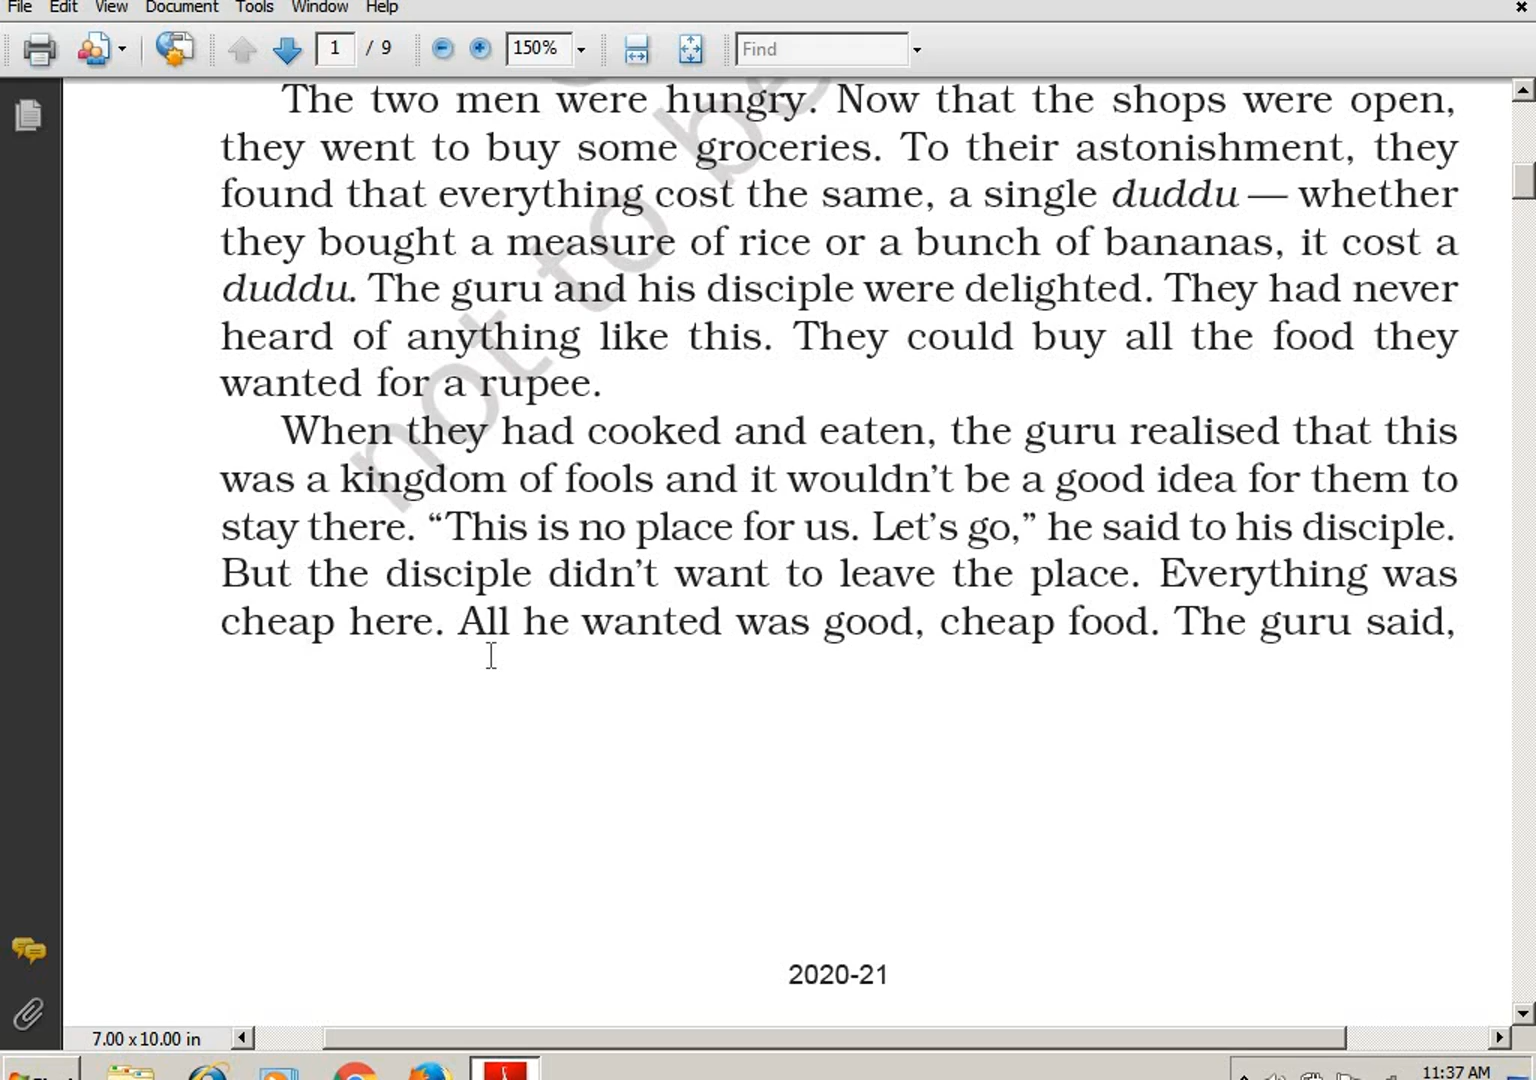 File Edit View Document Tools Window Help
1 / 9 150% Find
The two men were hungry. Now that the shops were open,
they went to buy some groceries. To their astonishment, they
found that everything cost the same, a single duddu — whether
they bought a measure of rice or a bunch of bananas, it cost a
duddu. The guru and his disciple were delighted. They had never
heard of anything like this. They could buy all the food they
wanted for a rupee.
When they had cooked and eaten, the guru realised that this
was a kingdom of fools and it wouldn't be a good idea for them to
stay there. “This is no place for us. Let's go,” he said to his disciple.
But the disciple didn't want to leave the place. Everything was
cheap here. All he wanted was good, cheap food. The guru said,
not to be
2020-21
7.00 x 10.00 in
11:37 AM